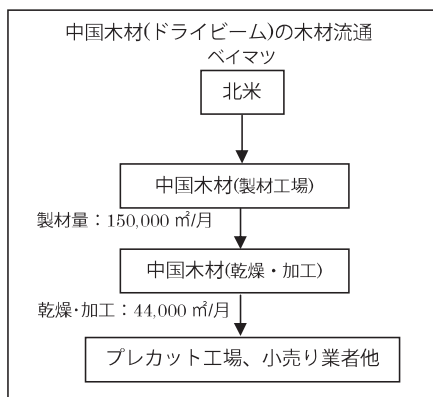 中国木材(ドライビーム)の木材流通
ベイマツ
北米
中国木材(製材工場)
製材量：150,000 ㎥/月
中国木材(乾燥・加工)
乾燥・加工：44,000 ㎥/月
プレカット工場、小売り業者他